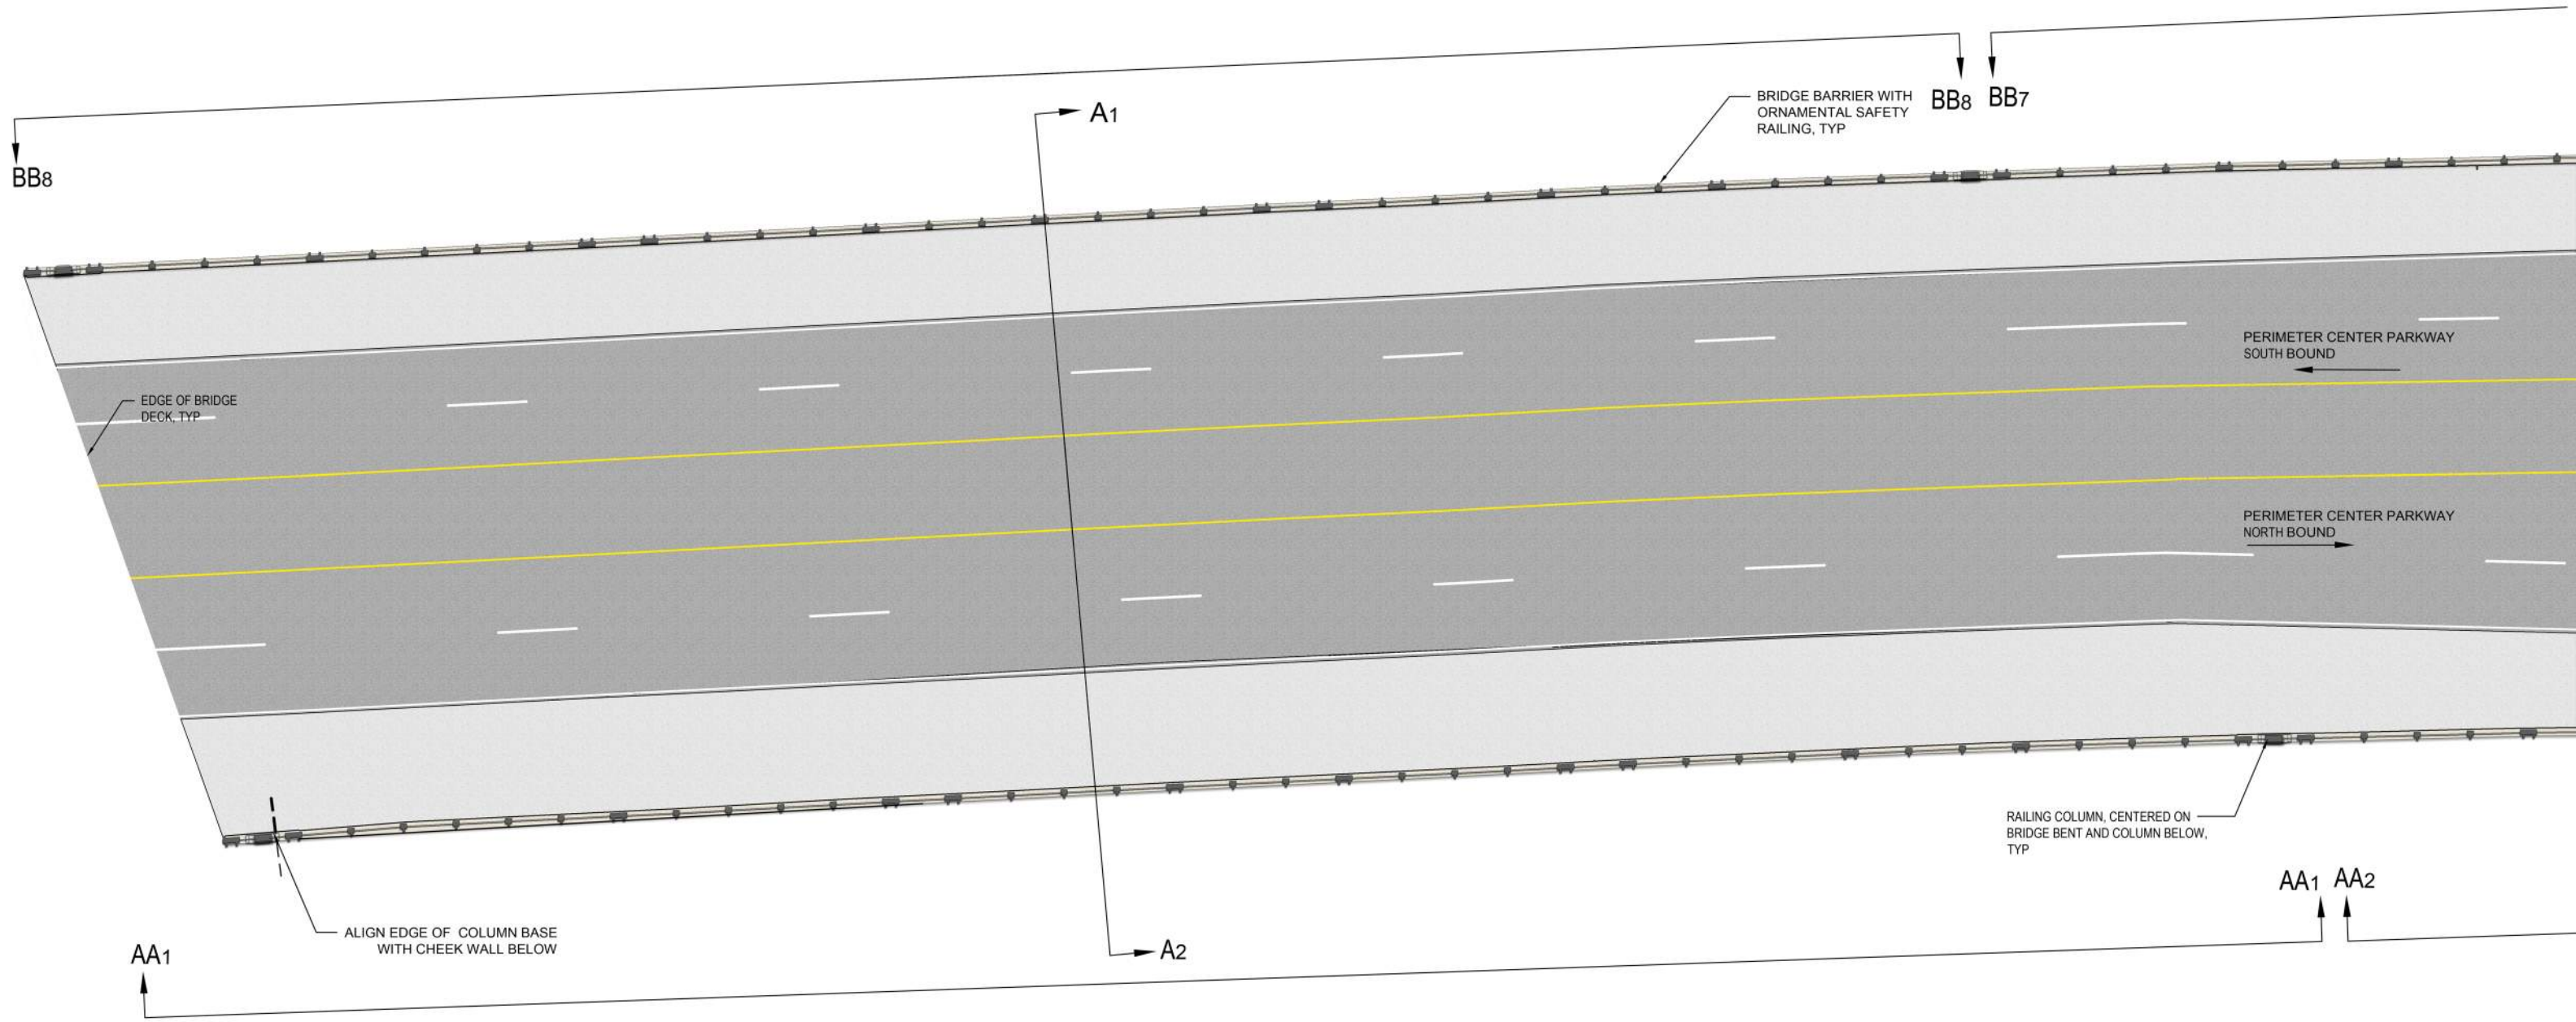 A1
BRIDGE BARRIER WITH
ORNAMENTAL SAFETY
RAILING, TYP
BB8
BB7
BB8
PERIMETER CENTER PARKWAY
SOUTH BOUND
EDGE OF BRIDGE
DECK, TYP
PERIMETER CENTER PARKWAY
NORTH BOUND
RAILING COLUMN, CENTERED ON
BRIDGE BENT AND COLUMN BELOW,
TYP
AA1
AA2
ALIGN EDGE OF COLUMN BASE
WITH CHEEK WALL BELOW
AA1
A2